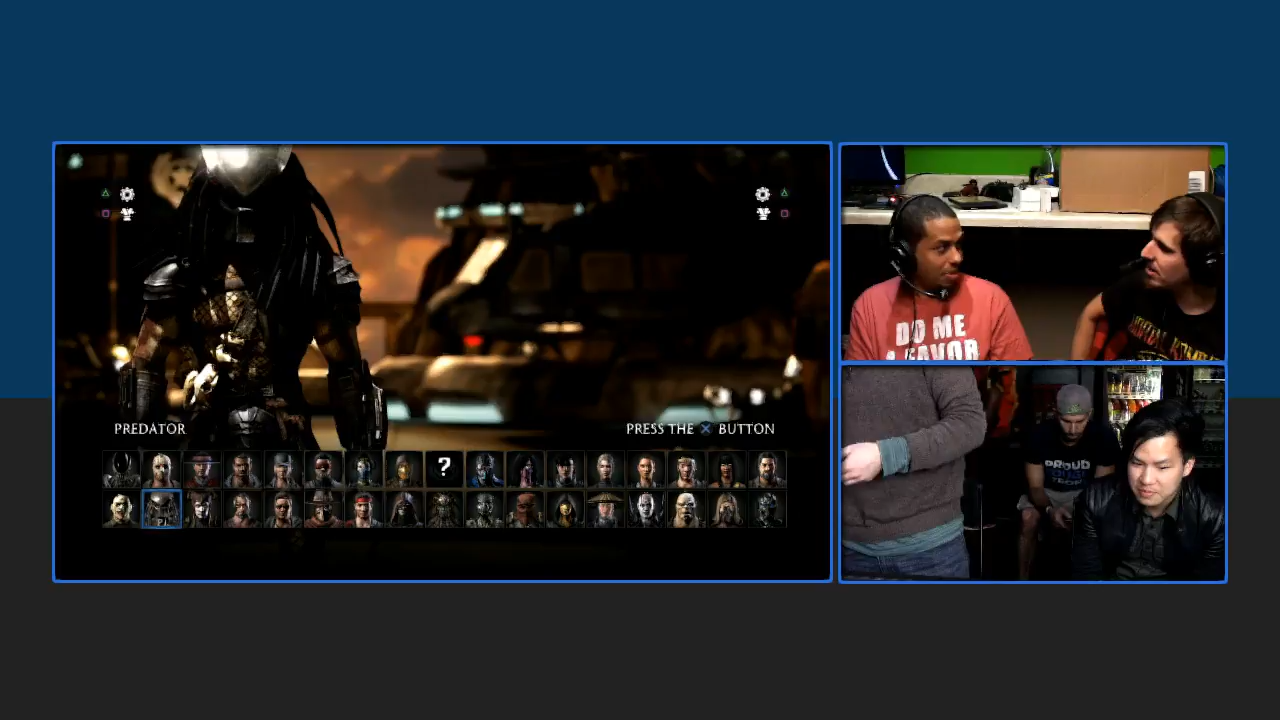 PREDATOR
PRESS THE X BUTTON
?
DO ME
A FAVOR
PROUD